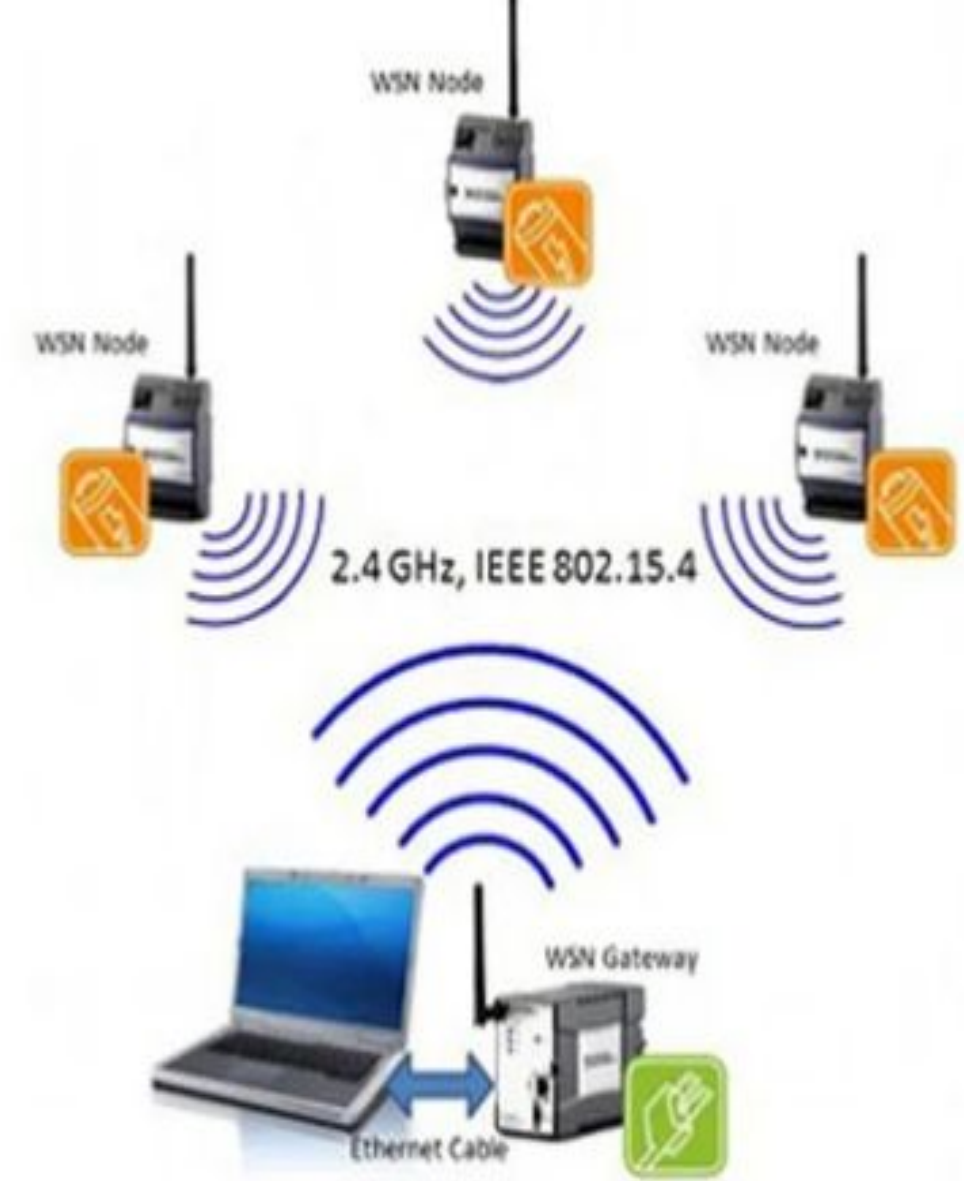 WSN Node
WSN Node
WSN Node
2.4 GHz, IEEE 802.15.4
WSN Gateway
Ethernet Cable